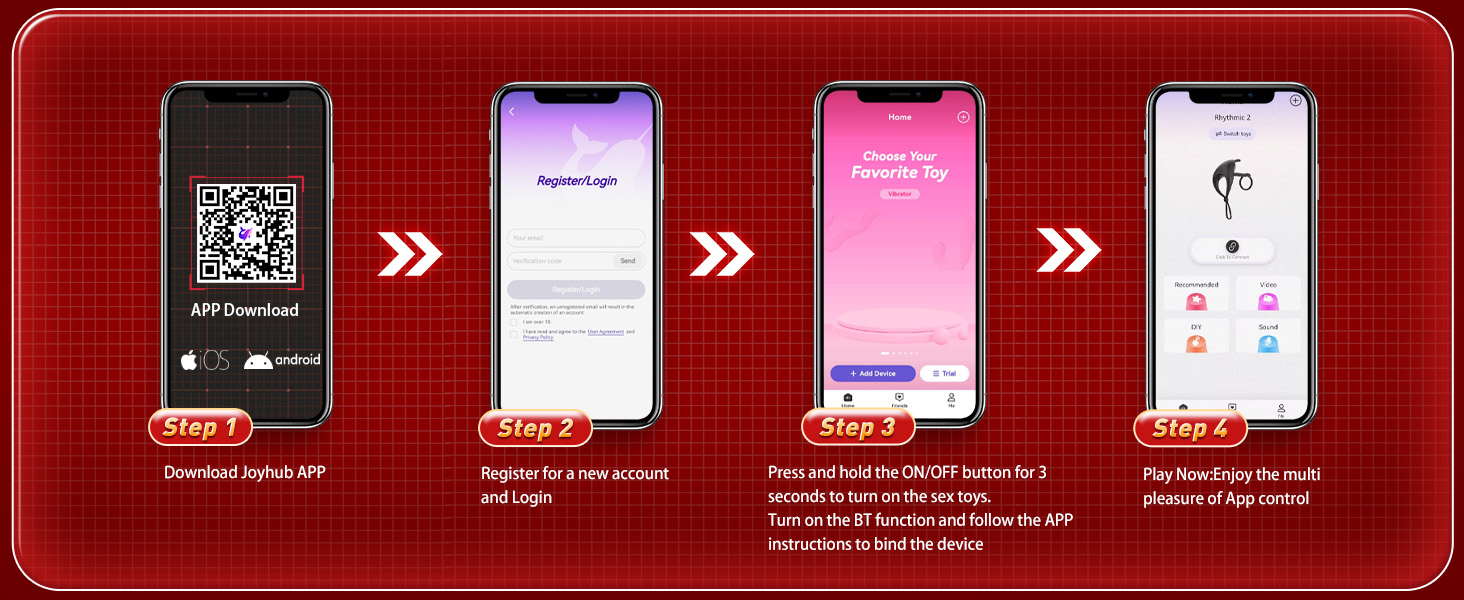 APP Download
iOS
android
Step 1
Download Joyhub APP
Register/Login
Your email
Verification code
Send
Register/Login
After verification, an unregistered email will result in the
automatic creation of an account.
I am over 18.
I have read and agree to the User Agreement and
Privacy Policy
Step 2
Register for a new account
and Login
Home
Choose Your
Favorite Toy
Vibrator
+ Add Device
Trial
Home
Friends
Me
Step 3
Press and hold the ON/OFF button for 3
seconds to turn on the sex toys.
Turn on the BT function and follow the APP
instructions to bind the device
Rhythmic 2
Switch toys
Click To Connect
Recommended
Video
DIY
Sound
Me
Step 4
Play Now:Enjoy the multi
pleasure of App control